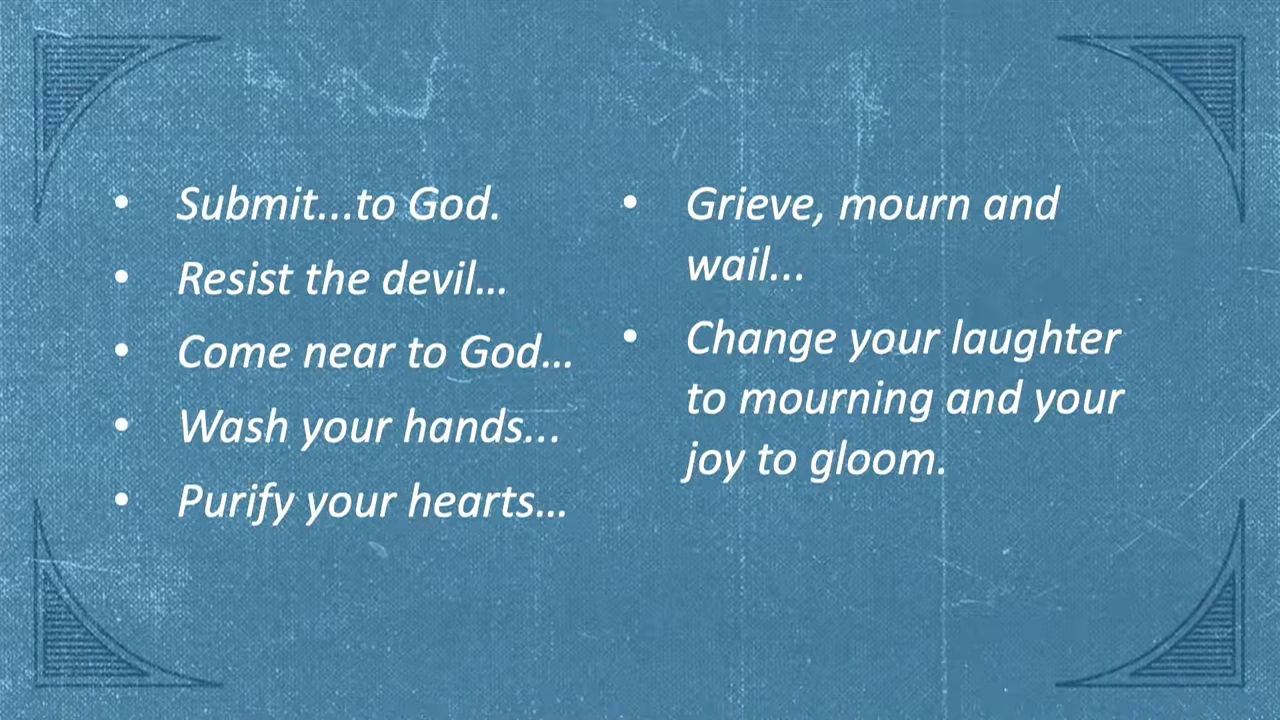 • Submit...to God.
• Resist the devil...
• Come near to God...
• Wash your hands...
• Purify your hearts...
• Grieve, mourn and
wail...
• Change your laughter
to mourning and your
joy to gloom.